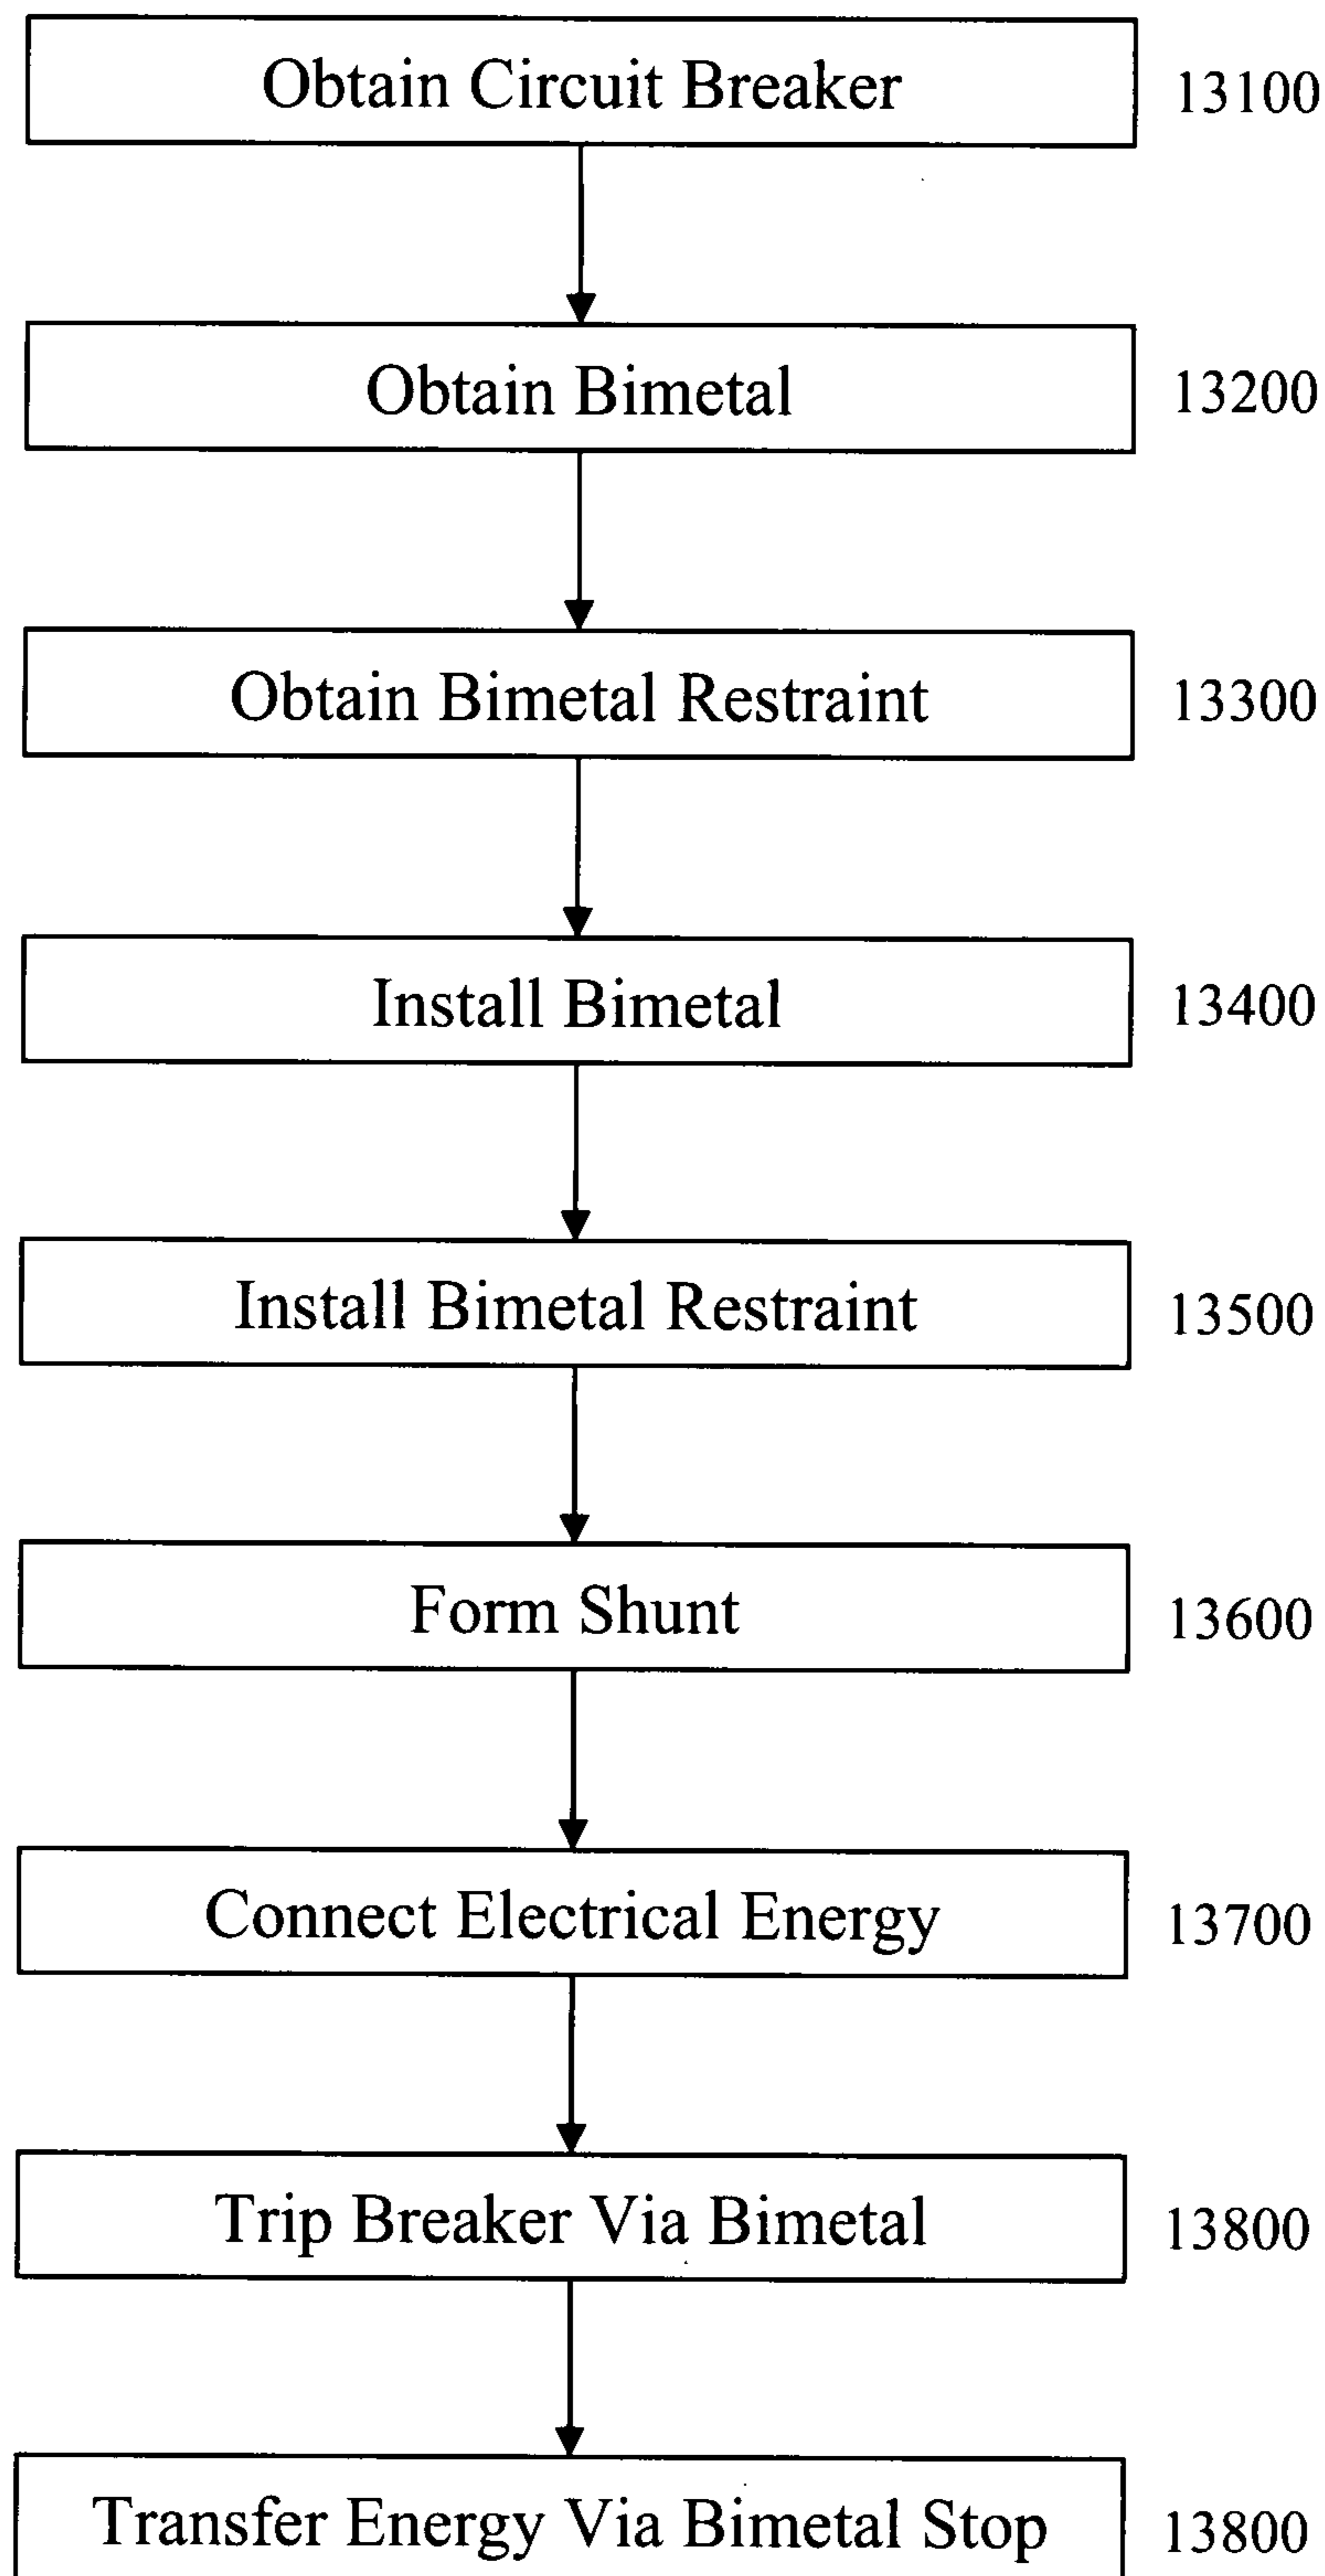 Obtain Circuit Breaker 13100
Obtain Bimetal 13200
Obtain Bimetal Restraint 13300
Install Bimetal 13400
Install Bimetal Restraint 13500
Form Shunt 13600
Connect Electrical Energy 13700
Trip Breaker Via Bimetal 13800
Transfer Energy Via Bimetal Stop 13800